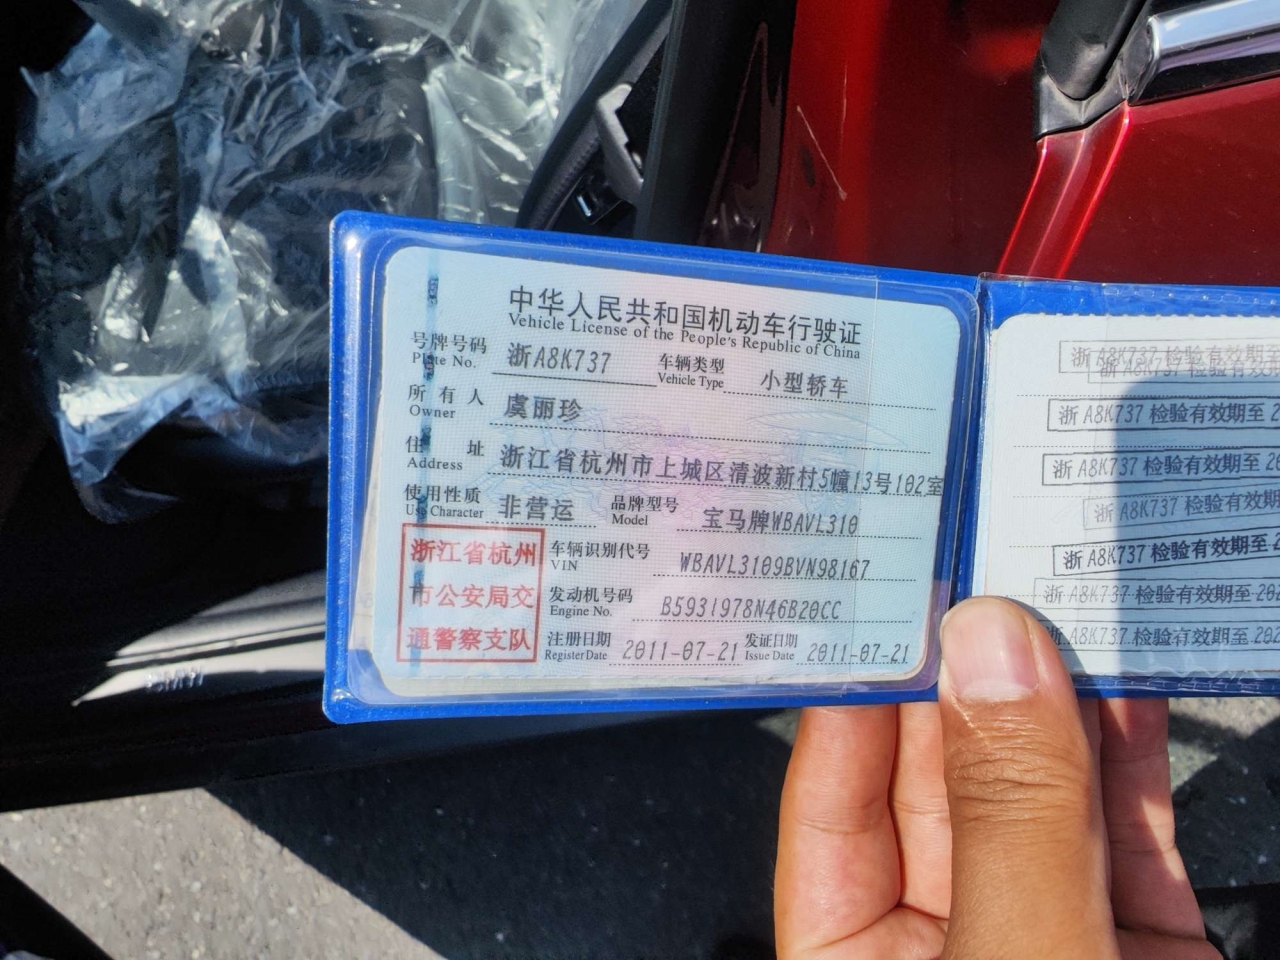 中华人民共和国机动车行驶证
Vehicle License of the People's Republic of China
号牌号码 浙A8K737 车辆类型 小型轿车
Plate No. Vehicle Type
所有人 虞丽珍
Owner
住址 浙江省杭州市上城区清波新村5幢13号102室
Address
使用性质 非营运 品牌型号 宝马牌WBAVL310
Use Character Model
浙江省杭州
市公安局交
通警察支队
车辆识别代号 WBAVL3109BVN98167
VIN
发动机号码 B5931978N46B20CC
Engine No.
注册日期 2011-07-21 发证日期 2011-07-21
Register Date Issue Date
浙 A8K737 检验有效期至
浙 A8K737 检验有效期至 2
浙 A8K737 检验有效期至 20
浙 A8K737 检验有效期至
浙 A8K737 检验有效期至 2
浙 A8K737 检验有效期至 202
浙 A8K737 检验有效期至 202